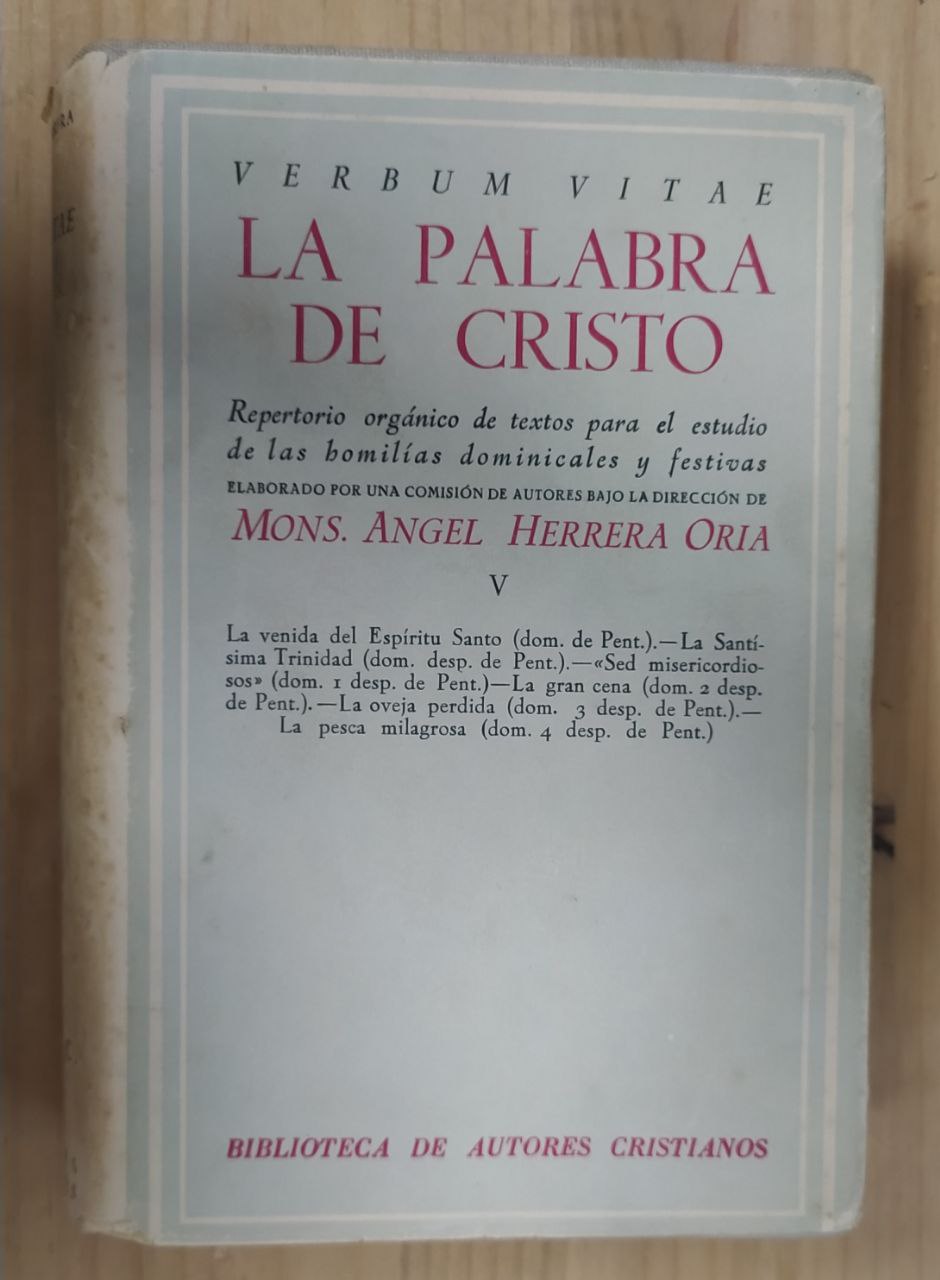 VERBUM VITAE
LA PALABRA
DE CRISTO
Repertorio orgánico de textos para el estudio
de las homilías dominicales y festivas
ELABORADO POR UNA COMISIÓN DE AUTORES BAJO LA DIRECCIÓN DE
MONS. ANGEL HERRERA ORIA
V
La venida del Espíritu Santo (dom. de Pent.).—La Santí-
sima Trinidad (dom. desp. de Pent.).—«Sed misericordio-
sos» (dom. 1 desp. de Pent.)—La gran cena (dom. 2 desp.
de Pent.).—La oveja perdida (dom. 3 desp. de Pent.).—
La pesca milagrosa (dom. 4 desp. de Pent.)
BIBLIOTECA DE AUTORES CRISTIANOS